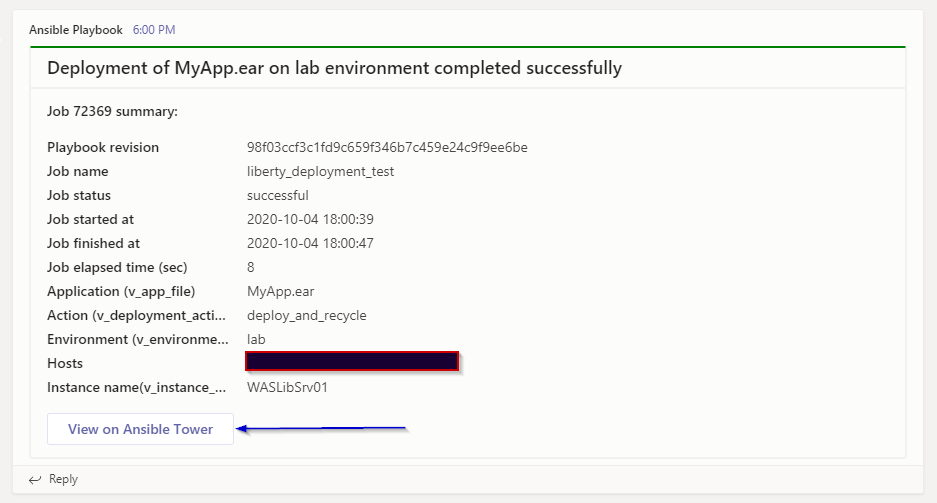 Ansible Playbook 6:00 PM
Deployment of MyApp.ear on lab environment completed successfully
Job 72369 summary:
Playbook revision 98f03ccf3c1fd9c659f346b7c459e24c9f9ee6be
Job name liberty_deployment_test
Job status successful
Job started at 2020-10-04 18:00:39
Job finished at 2020-10-04 18:00:47
Job elapsed time (sec) 8
Application (v_app_file) MyApp.ear
Action (v_deployment_acti... deploy_and_recycle
Environment (v_environme... lab
Hosts
Instance name(v_instance_... WASLibSrv01
View on Ansible Tower
Reply